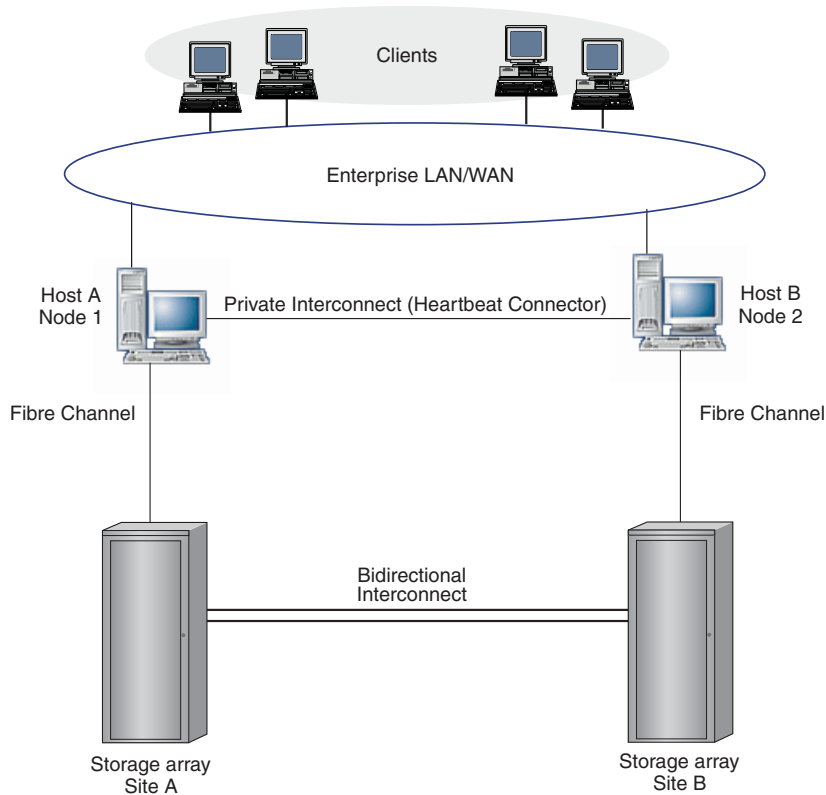 Clients
Enterprise LAN/WAN
Host A
Node 1
Private Interconnect (Heartbeat Connector)
Host B
Node 2
Fibre Channel
Fibre Channel
Bidirectional
Interconnect
Storage array
Site A
Storage array
Site B